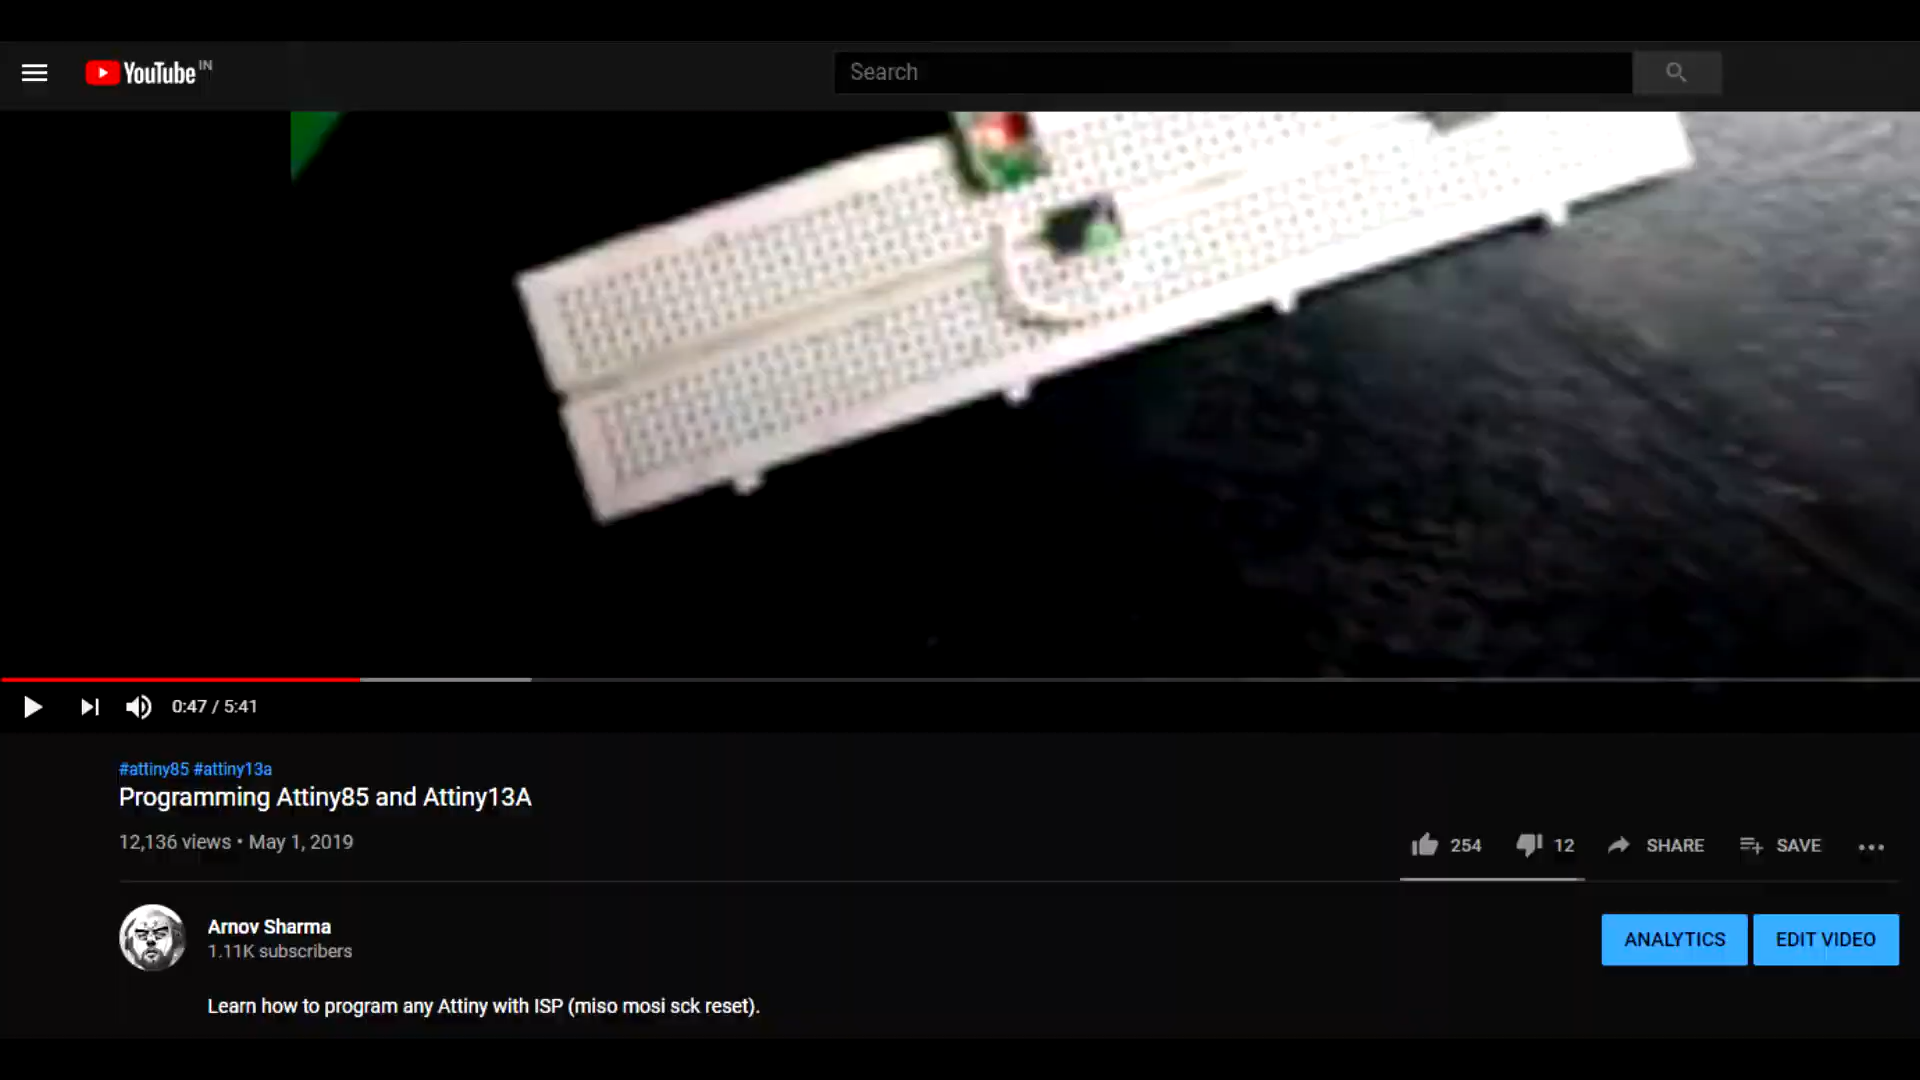 YouTube IN
Search
0:47 / 5:41
#attiny85 #attiny13a
Programming Attiny85 and Attiny13A
12,136 views • May 1, 2019
254 12 SHARE SAVE
Arnov Sharma
1.11K subscribers
ANALYTICS EDIT VIDEO
Learn how to program any Attiny with ISP (miso mosi sck reset).